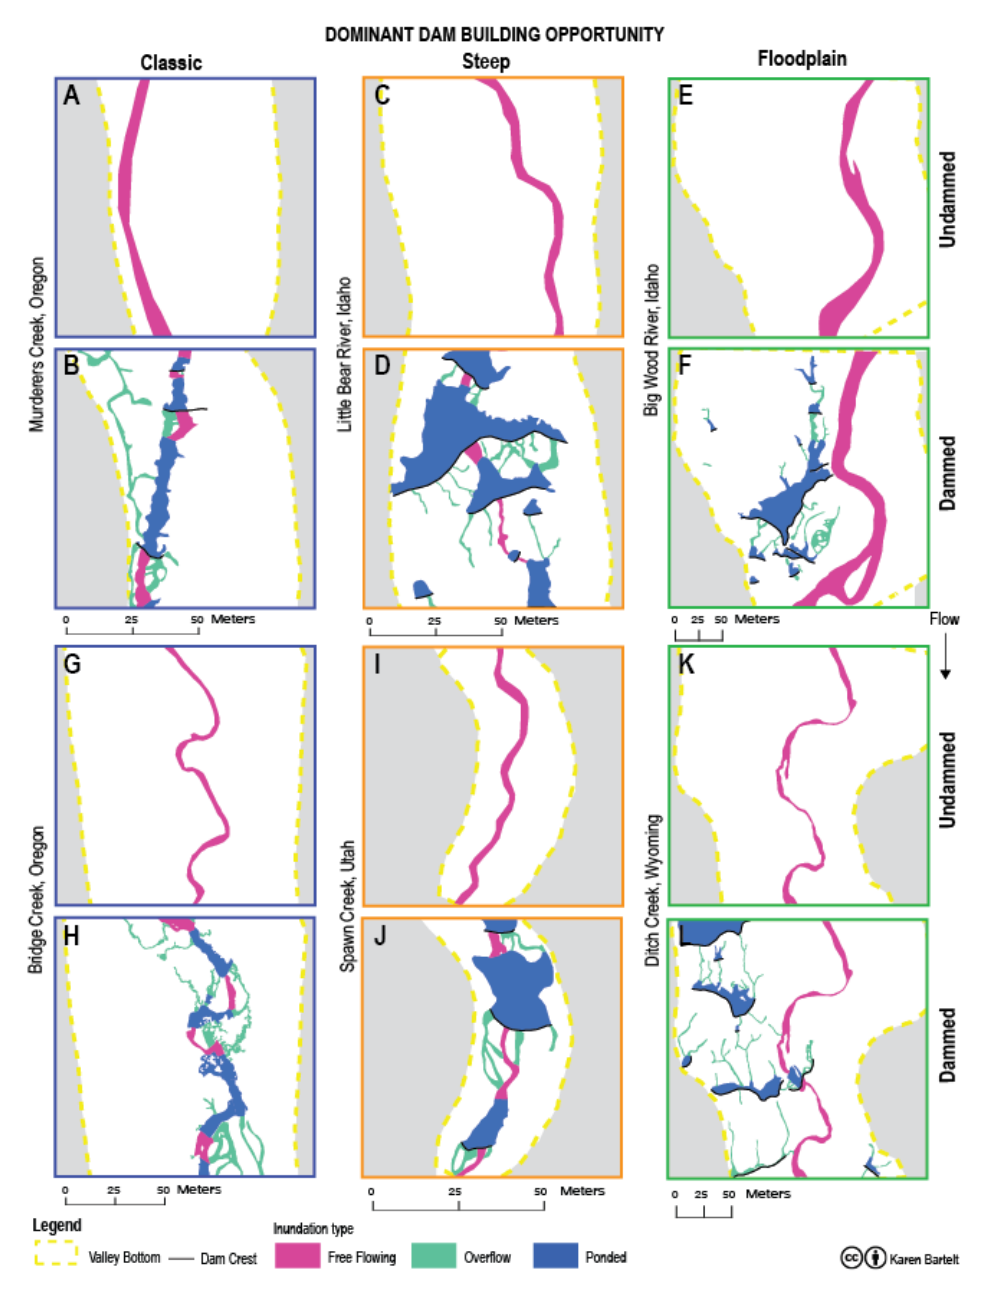 DOMINANT DAM BUILDING OPPORTUNITY
Classic
Steep
Floodplain
A
C
E
Undammed
Murderers Creek, Oregon
Little Bear River, Idaho
Big Wood River, Idaho
B
D
F
Dammed
0 25 50 Meters
0 25 50 Meters
0 25 50 Meters
Flow
G
I
K
Undammed
Bridge Creek, Oregon
Spawn Creek, Utah
Ditch Creek, Wyoming
H
J
L
Dammed
0 25 50 Meters
0 25 50 Meters
0 25 50 Meters
Legend
Inundation type
Valley Bottom
Dam Crest
Free Flowing
Overflow
Ponded
cc Karen Bartelt